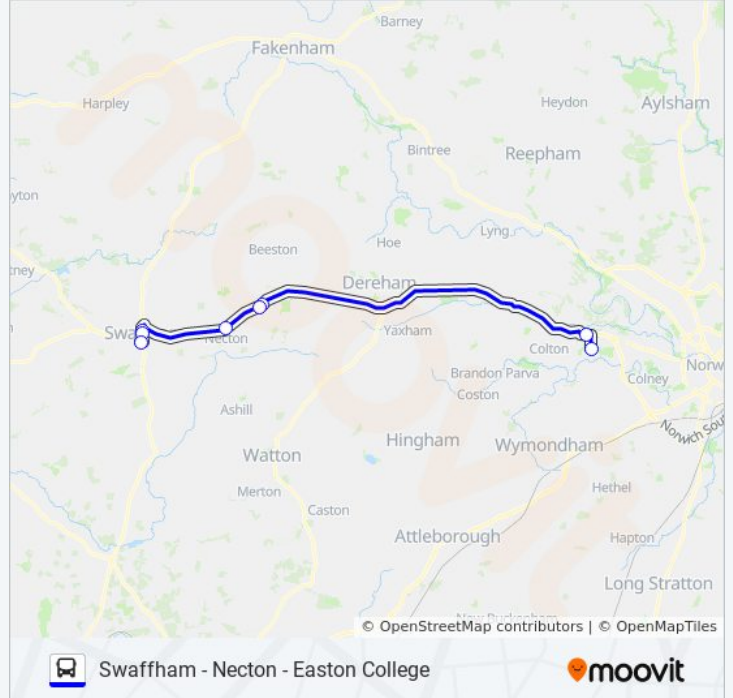 Barney
Fakenham
Harpley
Heydon
Aylsham
Bintree
Reepham
yton
Lyng
Beeston
Hoe
tney
Dereham
Swa
Necton
Yaxham
Colton
Norw
Brandon Parva
Colney
Coston
Ashill
Norwich Sou
Hingham
Wymondham
Watton
Merton
Hethel
Caston
Attleborough
Hapton
Long Stratton
New Buckenham
© OpenStreetMap contributors | © OpenMapTiles
Swaffham - Necton - Easton College
moovit